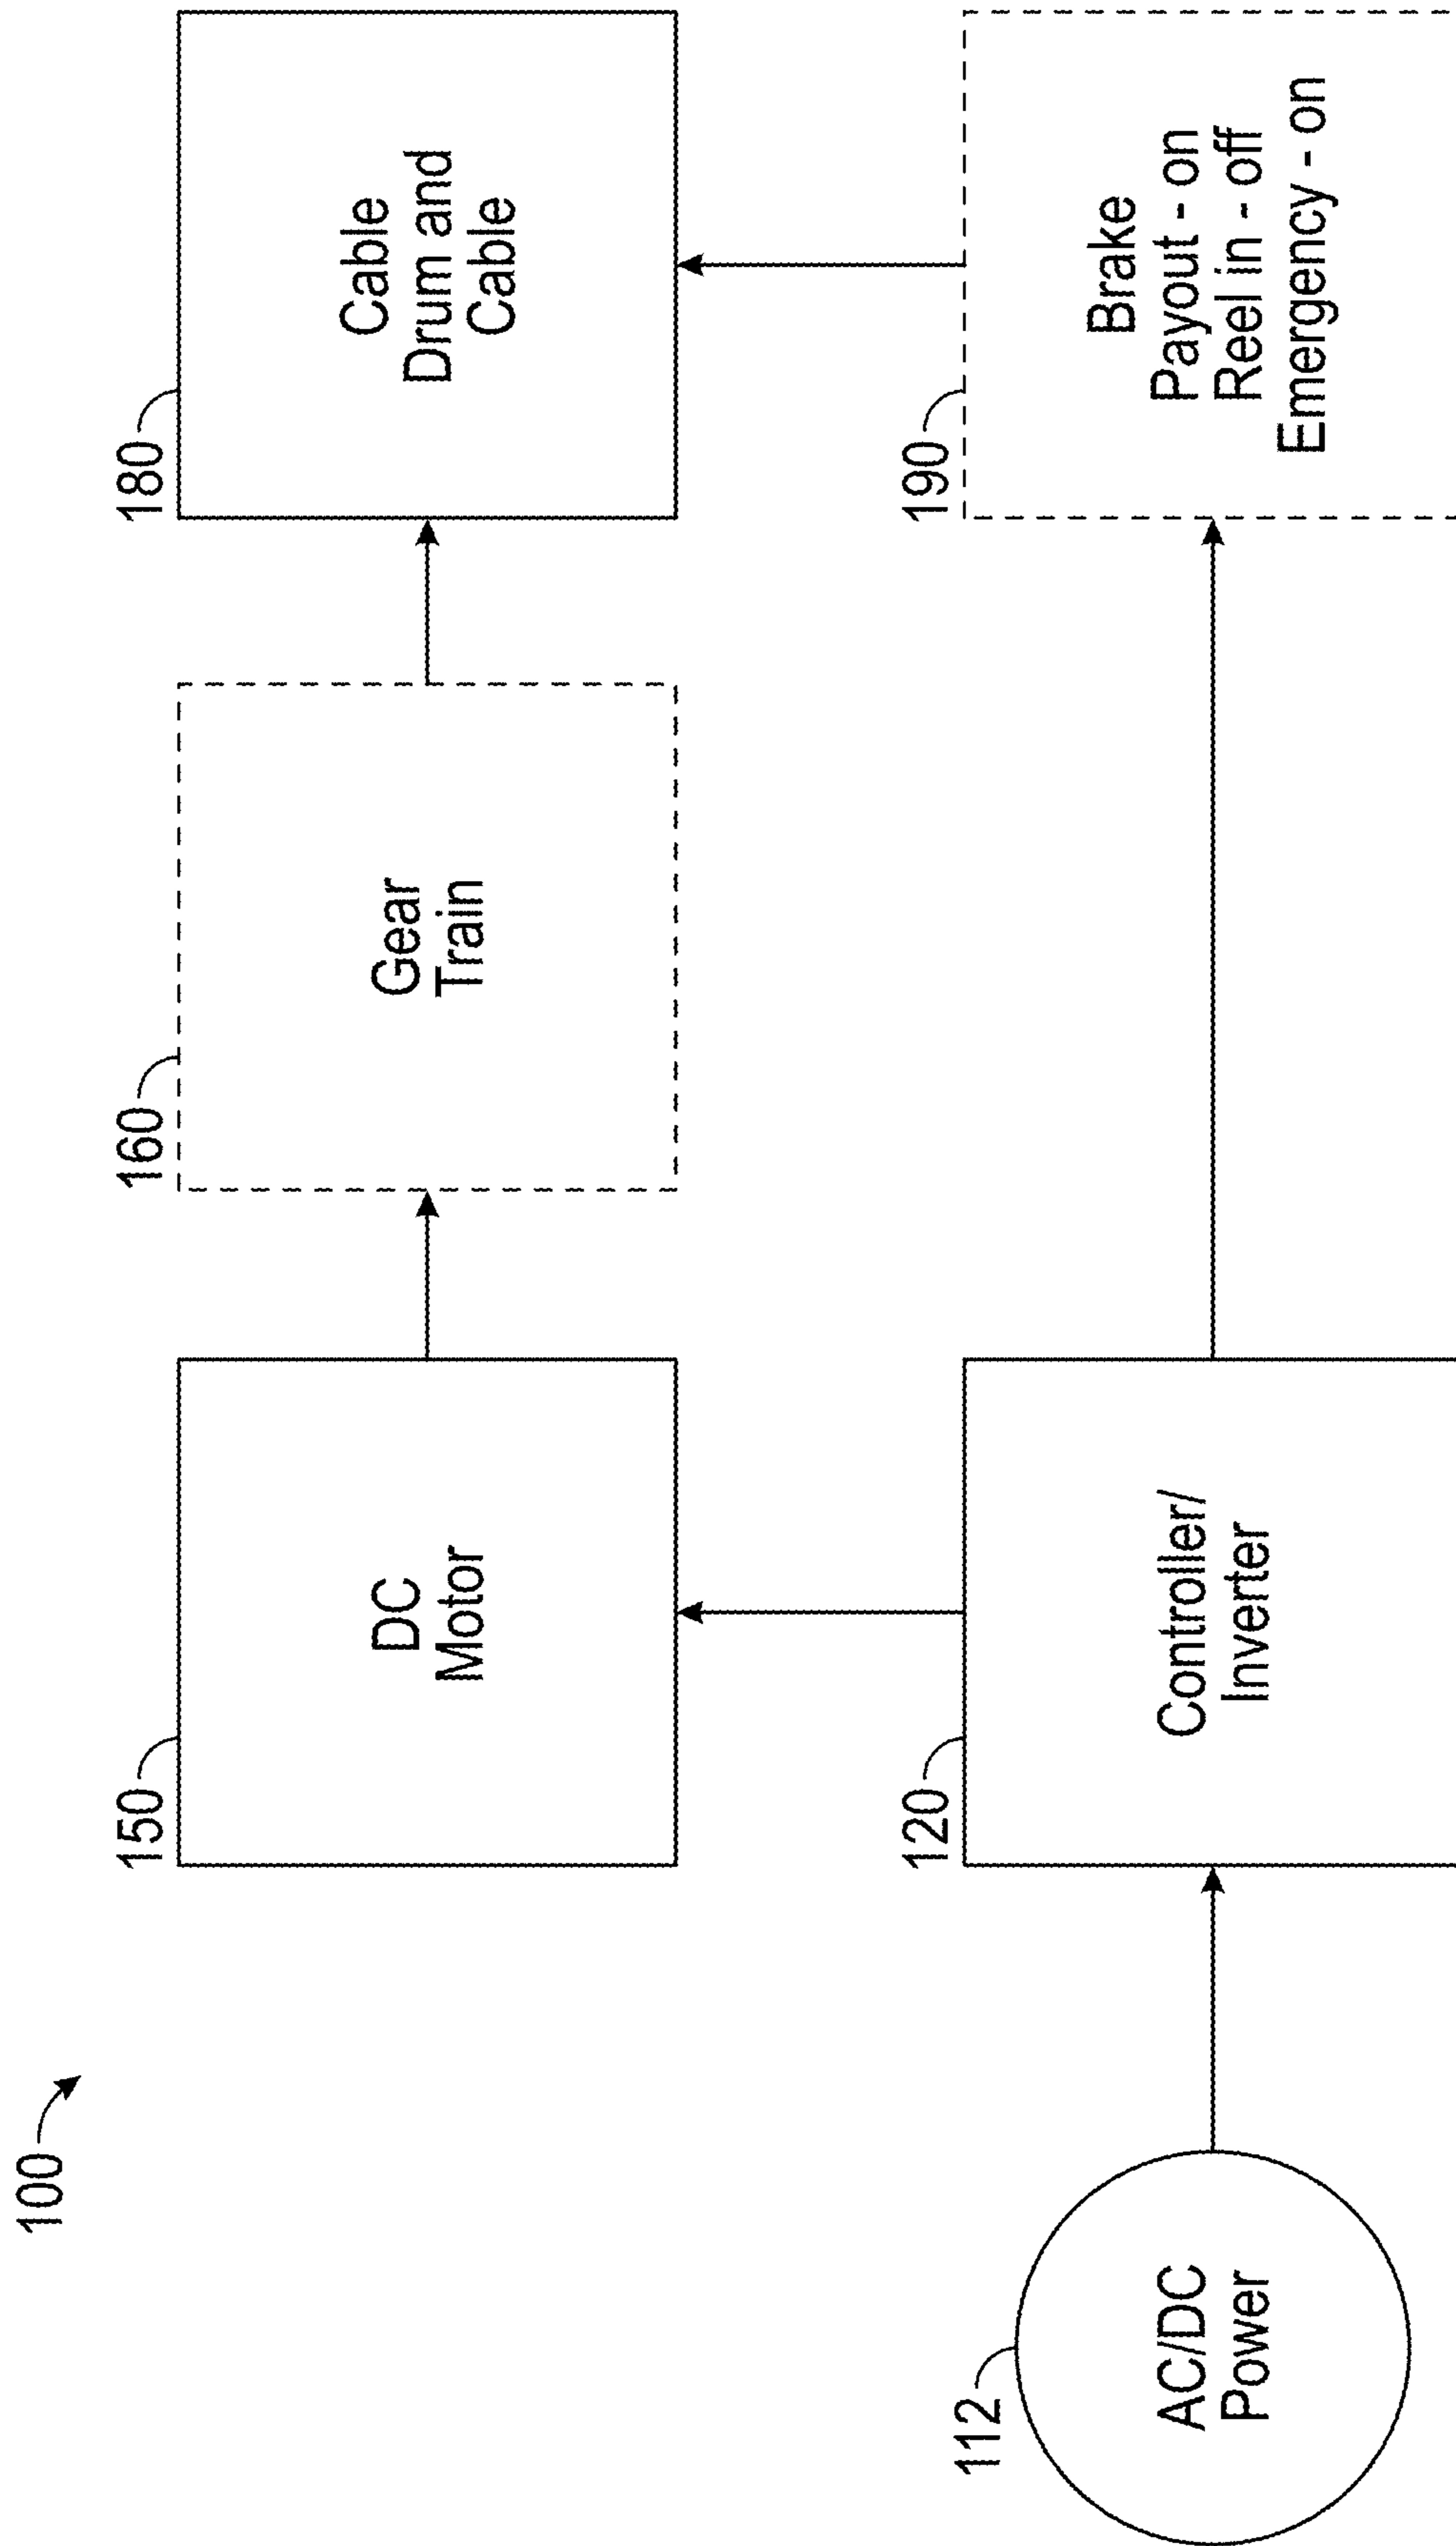 100
150
DC
Motor
160
Gear
Train
180
Cable
Drum and
Cable
112
AC/DC
Power
120
Controller/
Inverter
190
Brake
Payout - on
Reel in - off
Emergency - on